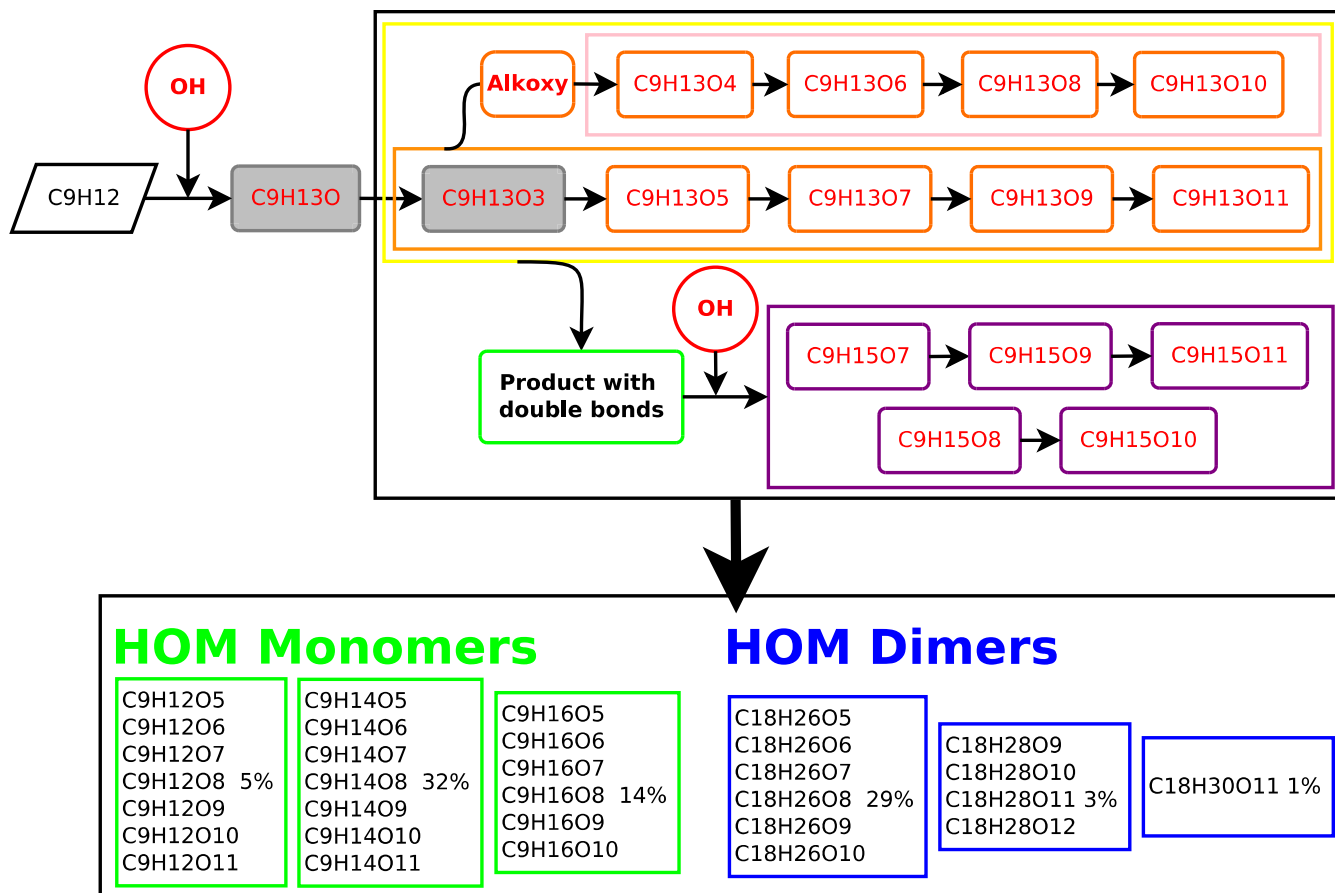 OH
Alkoxy
C9H13O4
C9H13O6
C9H13O8
C9H13O10
C9H12
C9H13O
C9H13O3
C9H13O5
C9H13O7
C9H13O9
C9H13O11
OH
Product with
double bonds
C9H15O7
C9H15O9
C9H15O11
C9H15O8
C9H15O10
HOM Monomers
C9H12O5
C9H12O6
C9H12O7
C9H12O8 5%
C9H12O9
C9H12O10
C9H12O11
C9H14O5
C9H14O6
C9H14O7
C9H14O8 32%
C9H14O9
C9H14O10
C9H14O11
C9H16O5
C9H16O6
C9H16O7
C9H16O8 14%
C9H16O9
C9H16O10
HOM Dimers
C18H26O5
C18H26O6
C18H26O7
C18H26O8 29%
C18H26O9
C18H26O10
C18H28O9
C18H28O10
C18H28O11 3%
C18H28O12
C18H30O11 1%